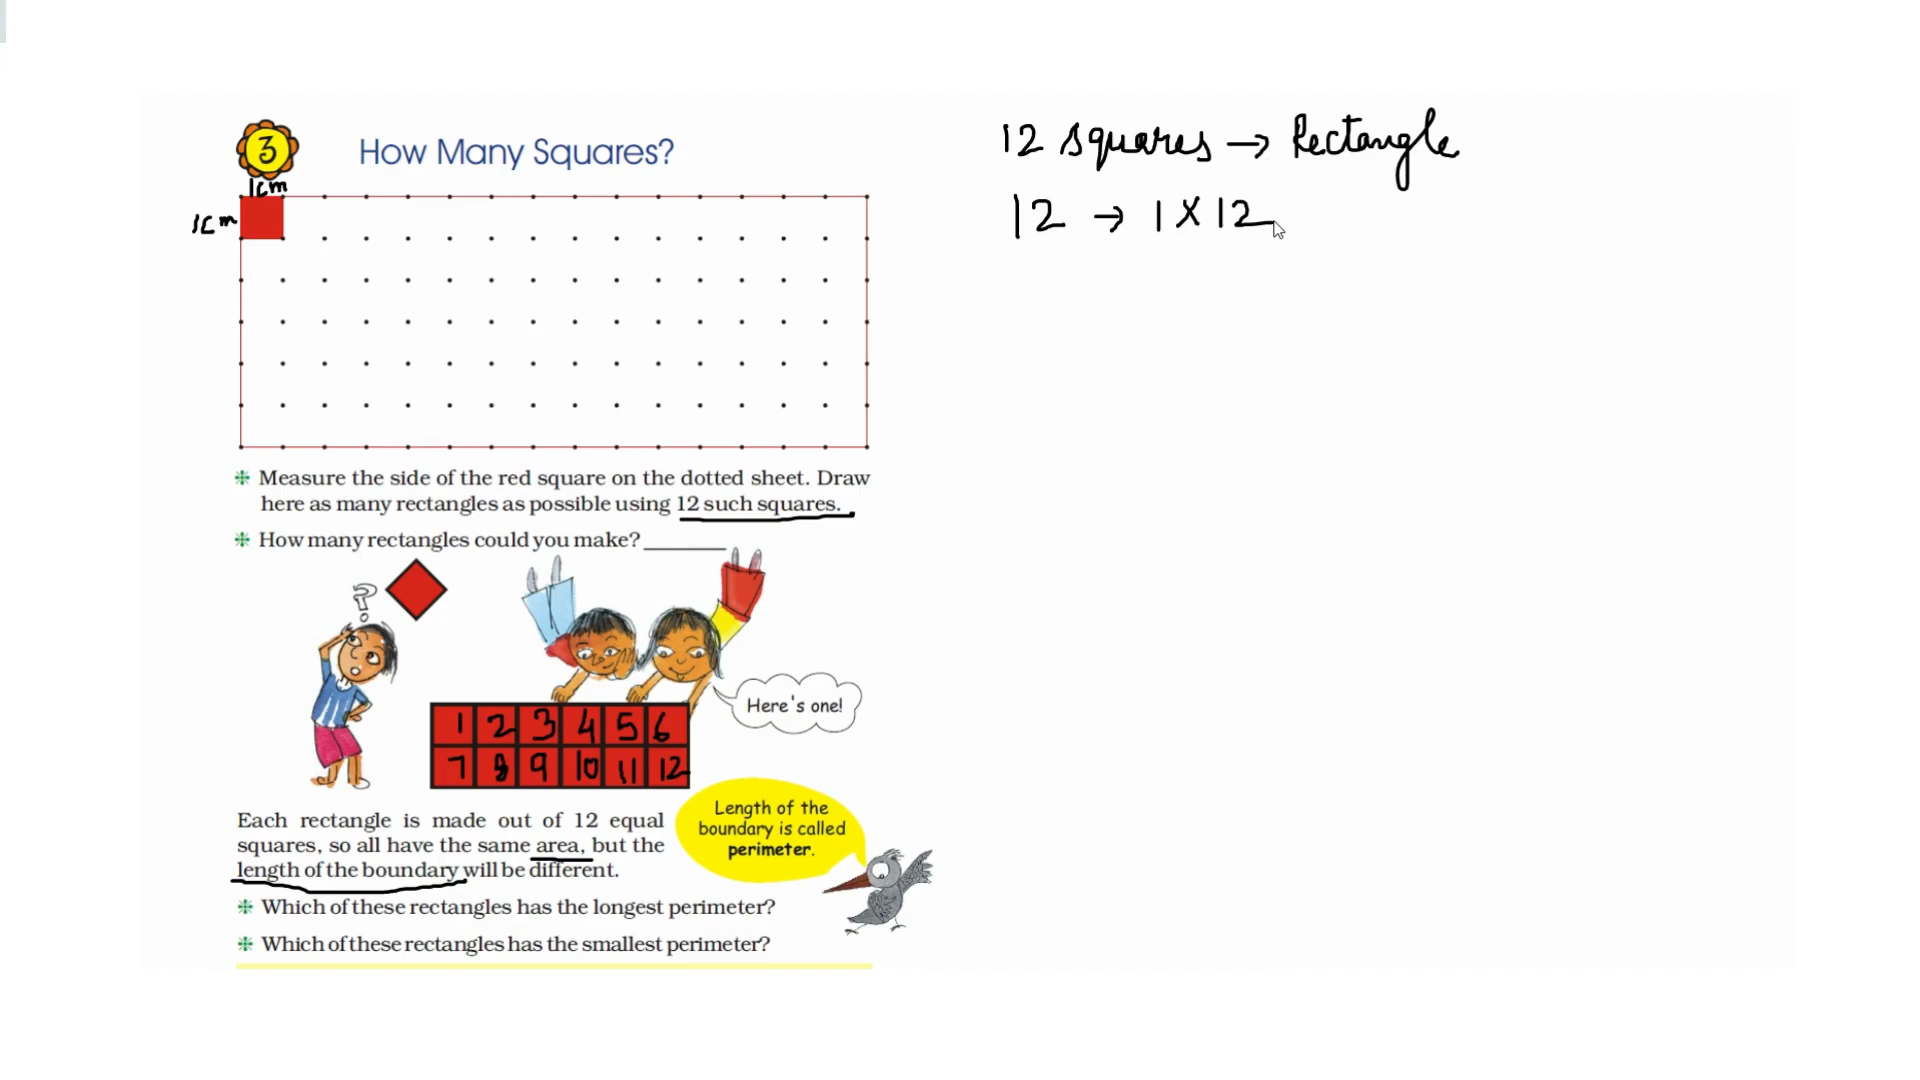 3
How Many Squares?
1cm
1cm
Measure the side of the red square on the dotted sheet. Draw
here as many rectangles as possible using 12 such squares.
How many rectangles could you make? ________
?
Here's one!
1 2 3 4 5 6
7 8 9 10 11 12
Each rectangle is made out of 12 equal
squares, so all have the same area, but the
length of the boundary will be different.
Length of the
boundary is called
perimeter.
Which of these rectangles has the longest perimeter?
Which of these rectangles has the smallest perimeter?
12 squares → Rectangle
12 → 1 X 12